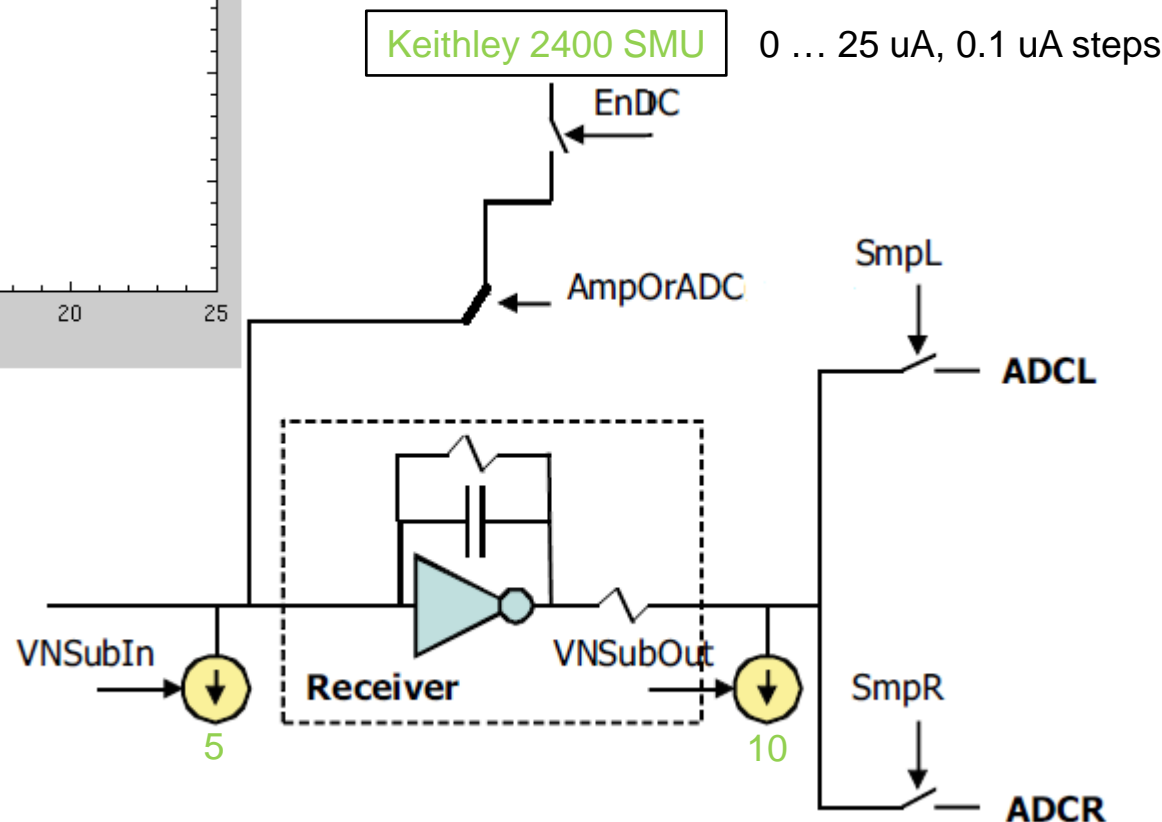 Keithley 2400 SMU
0 … 25 uA, 0.1 uA steps
EnDC
SmpL
AmpOrADC
20
25
ADCL
VNSubIn
VNSubOut
Receiver
SmpR
5
10
ADCR